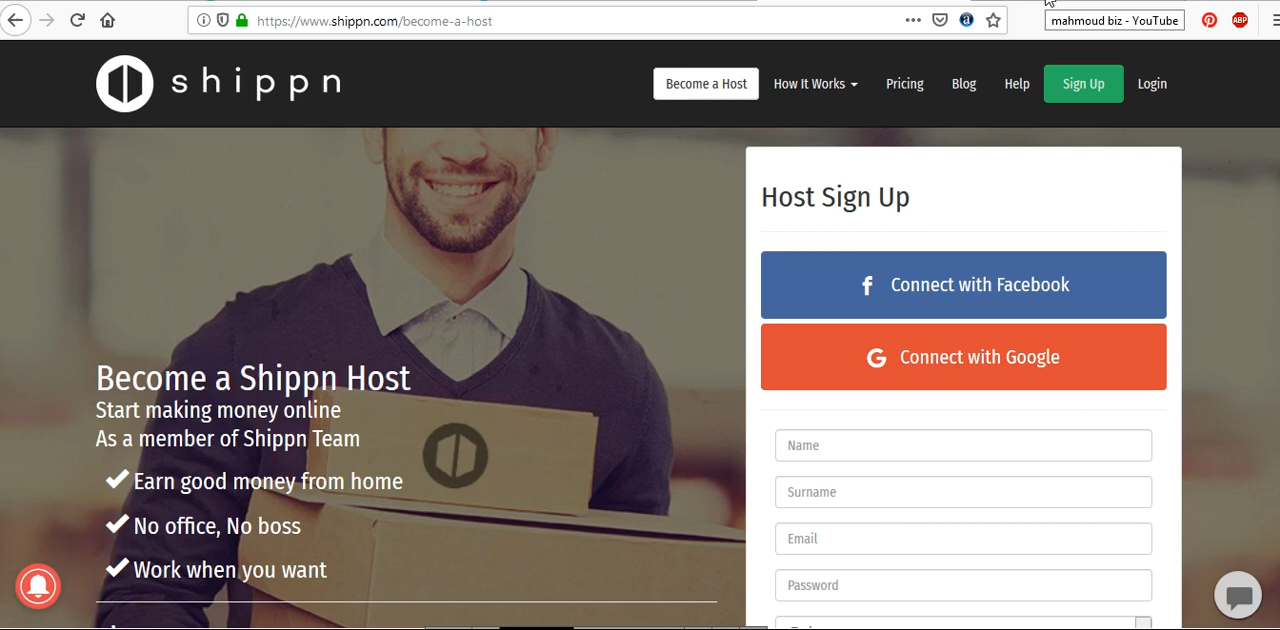 https://www.shippn.com/become-a-host
mahmoud biz - YouTube
ABP
shippn
Become a Host
How It Works
Pricing
Blog
Help
Sign Up
Login
Host Sign Up
f Connect with Facebook
G Connect with Google
Become a Shippn Host
Start making money online
As a member of Shippn Team
Earn good money from home
No office, No boss
Work when you want
Name
Surname
Email
Password